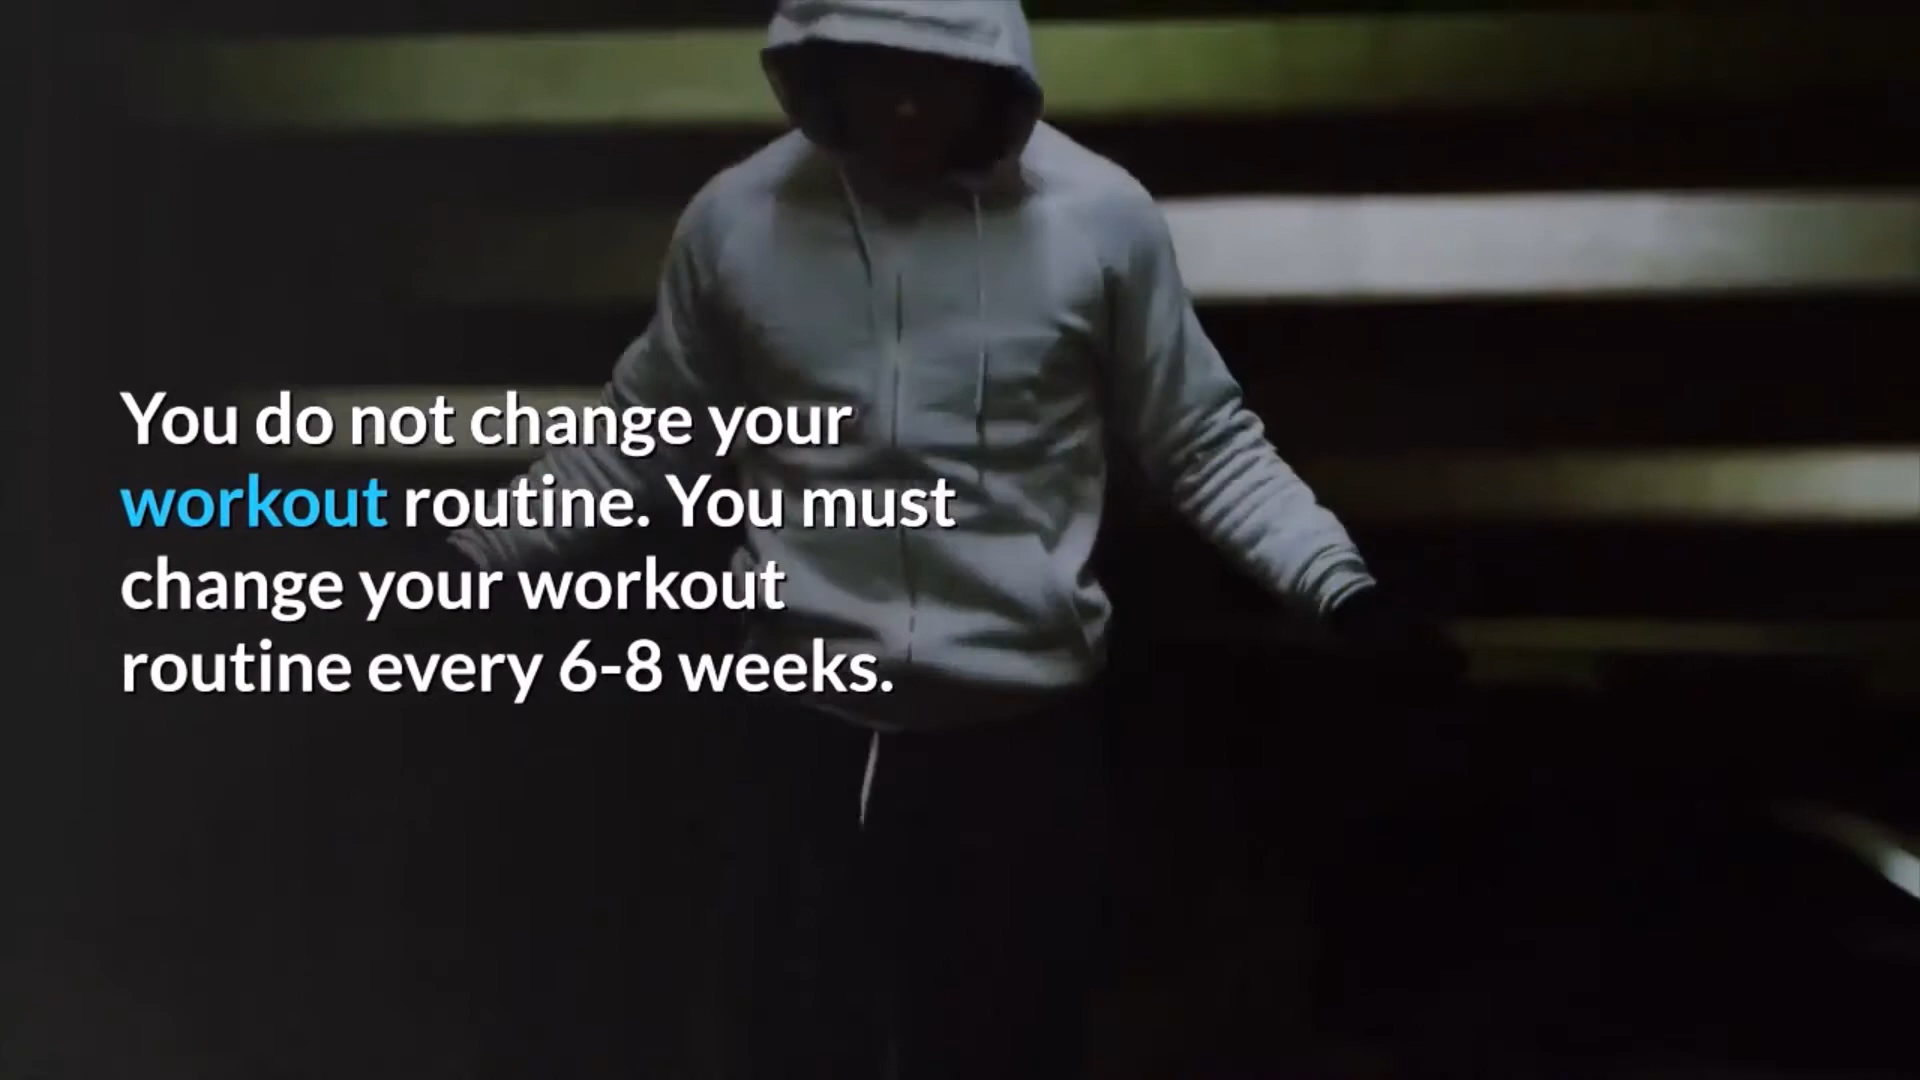 You do not change your
workout routine. You must
change your workout
routine every 6-8 weeks.